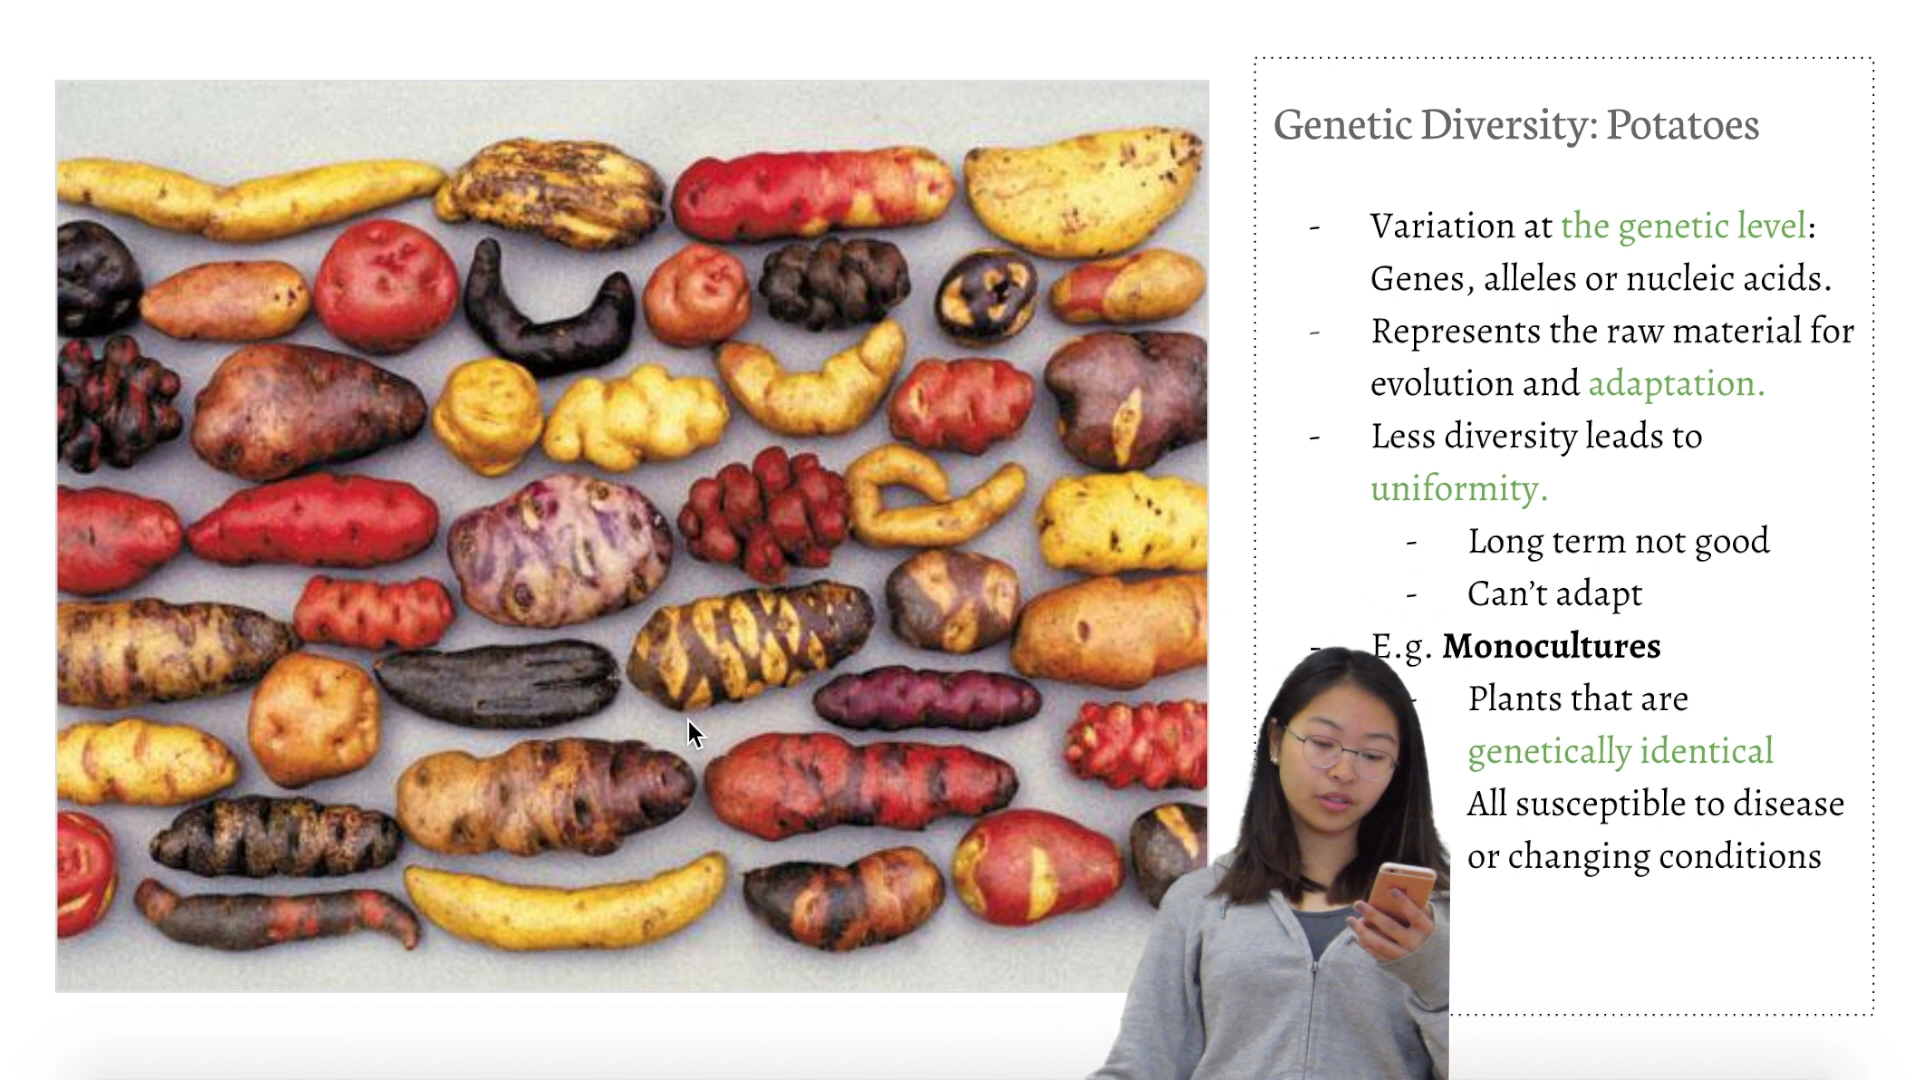 Genetic Diversity: Potatoes
- Variation at the genetic level:
Genes, alleles or nucleic acids.
- Represents the raw material for
evolution and adaptation.
- Less diversity leads to
uniformity.
- Long term not good
- Can’t adapt
- E.g. Monocultures
- Plants that are
genetically identical
All susceptible to disease
or changing conditions